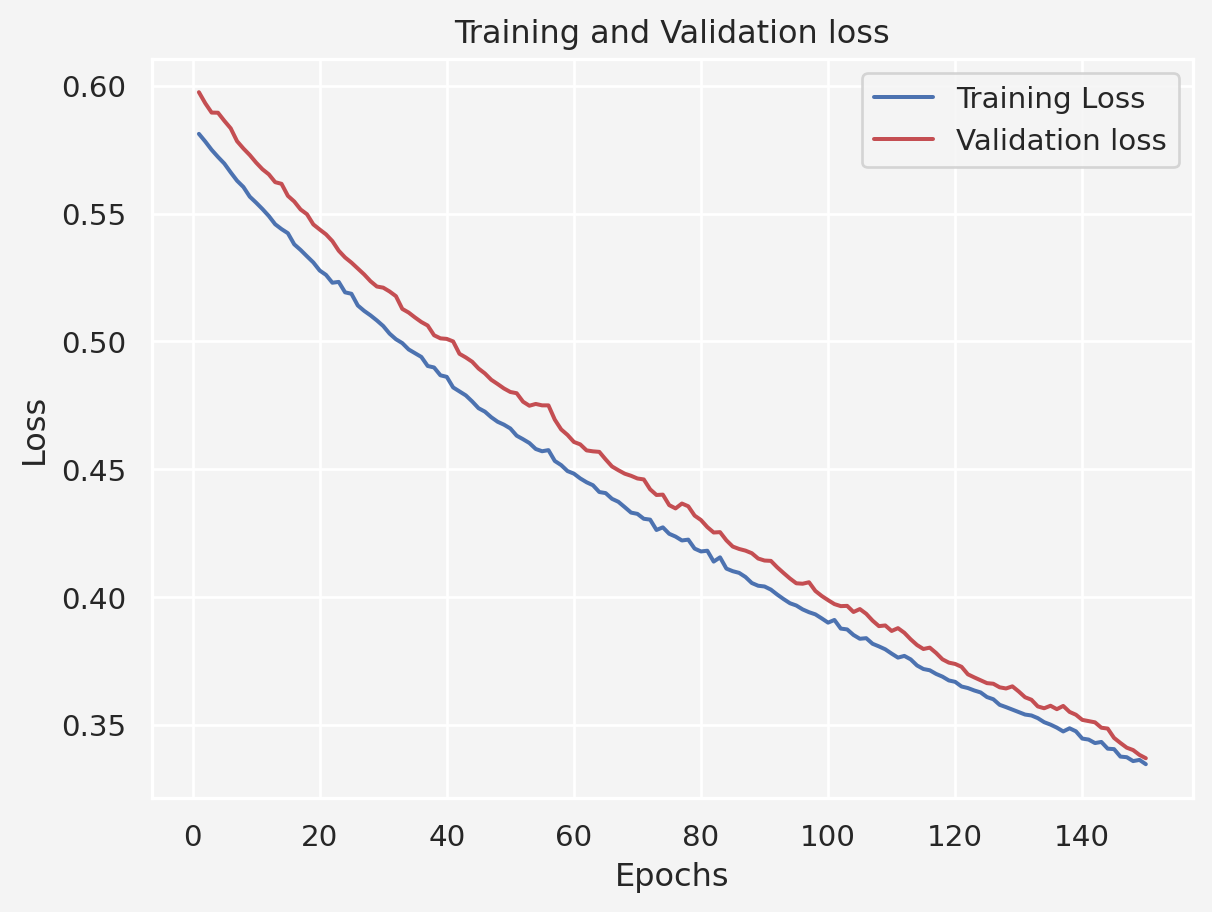 Training and Validation loss
Training Loss
Validation loss
Loss
0.60
0.55
0.50
0.45
0.40
0.35
0 20 40 60 80 100 120 140
Epochs